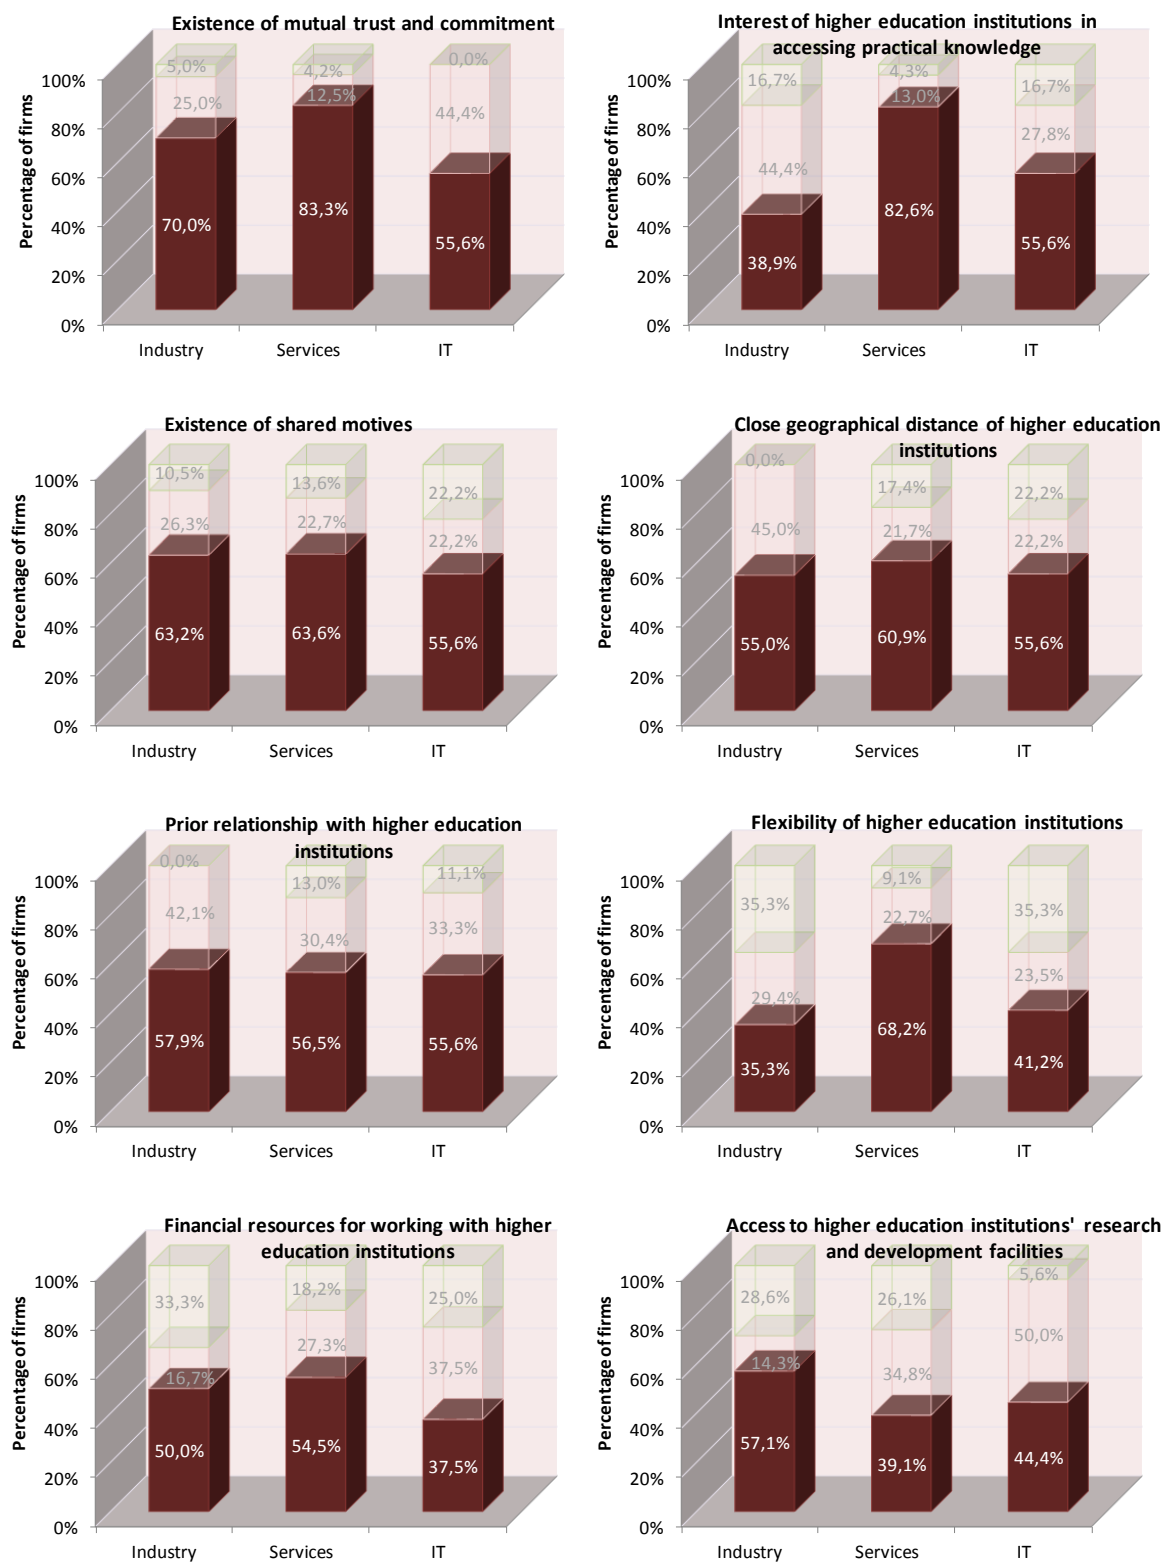 Existence of mutual trust and commitment
Percentage of firms
100%
80%
60%
40%
20%
0%
5,0%
4,2%
0,0%
25,0%
12,5%
44,4%
70,0%
83,3%
55,6%
Industry
Services
IT
Interest of higher education institutions in
accessing practical knowledge
Percentage of firms
100%
80%
60%
40%
20%
0%
16,7%
4,3%
16,7%
44,4%
13,0%
27,8%
38,9%
82,6%
55,6%
Industry
Services
IT
Existence of shared motives
Percentage of firms
100%
80%
60%
40%
20%
0%
10,5%
13,6%
22,2%
26,3%
22,7%
22,2%
63,2%
63,6%
55,6%
Industry
Services
IT
Close geographical distance of higher education
institutions
Percentage of firms
100%
80%
60%
40%
20%
0%
0,0%
17,4%
22,2%
45,0%
21,7%
22,2%
55,0%
60,9%
55,6%
Industry
Services
IT
Prior relationship with higher education
institutions
Percentage of firms
100%
80%
60%
40%
20%
0%
0,0%
13,0%
11,1%
42,1%
30,4%
33,3%
57,9%
56,5%
55,6%
Industry
Services
IT
Flexibility of higher education institutions
Percentage of firms
100%
80%
60%
40%
20%
0%
35,3%
9,1%
35,3%
29,4%
22,7%
23,5%
35,3%
68,2%
41,2%
Industry
Services
IT
Financial resources for working with higher
education institutions
Percentage of firms
100%
80%
60%
40%
20%
0%
33,3%
18,2%
25,0%
16,7%
27,3%
37,5%
50,0%
54,5%
37,5%
Industry
Services
IT
Access to higher education institutions' research
and development facilities
Percentage of firms
100%
80%
60%
40%
20%
0%
28,6%
26,1%
5,6%
14,3%
34,8%
50,0%
57,1%
39,1%
44,4%
Industry
Services
IT